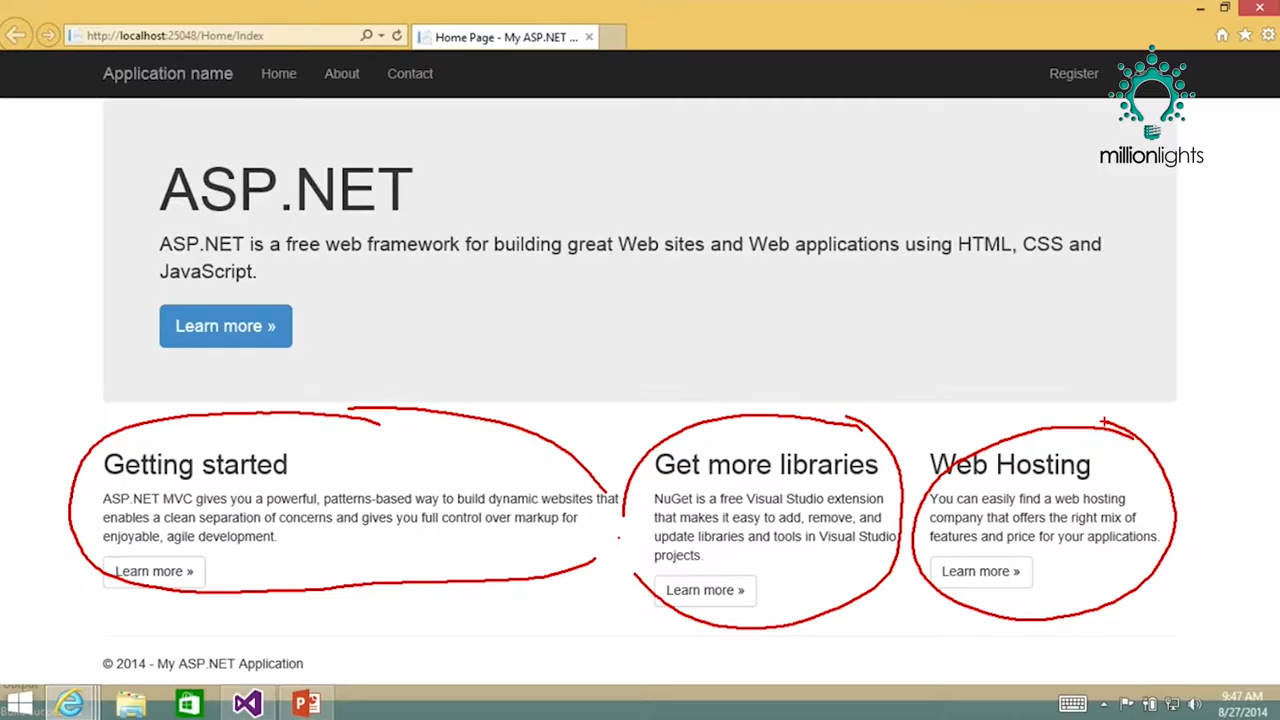 http://localhost:25048/Home/Index
Home Page - My ASP.NET ...
Application name Home About Contact Register
millionlights
ASP.NET
ASP.NET is a free web framework for building great Web sites and Web applications using HTML, CSS and
JavaScript.
Learn more »
Getting started
ASP.NET MVC gives you a powerful, patterns-based way to build dynamic websites that
enables a clean separation of concerns and gives you full control over markup for
enjoyable, agile development.
Learn more »
Get more libraries
NuGet is a free Visual Studio extension
that makes it easy to add, remove, and
update libraries and tools in Visual Studio
projects.
Learn more »
Web Hosting
You can easily find a web hosting
company that offers the right mix of
features and price for your applications.
Learn more »
© 2014 - My ASP.NET Application
9:47 AM
8/27/2014